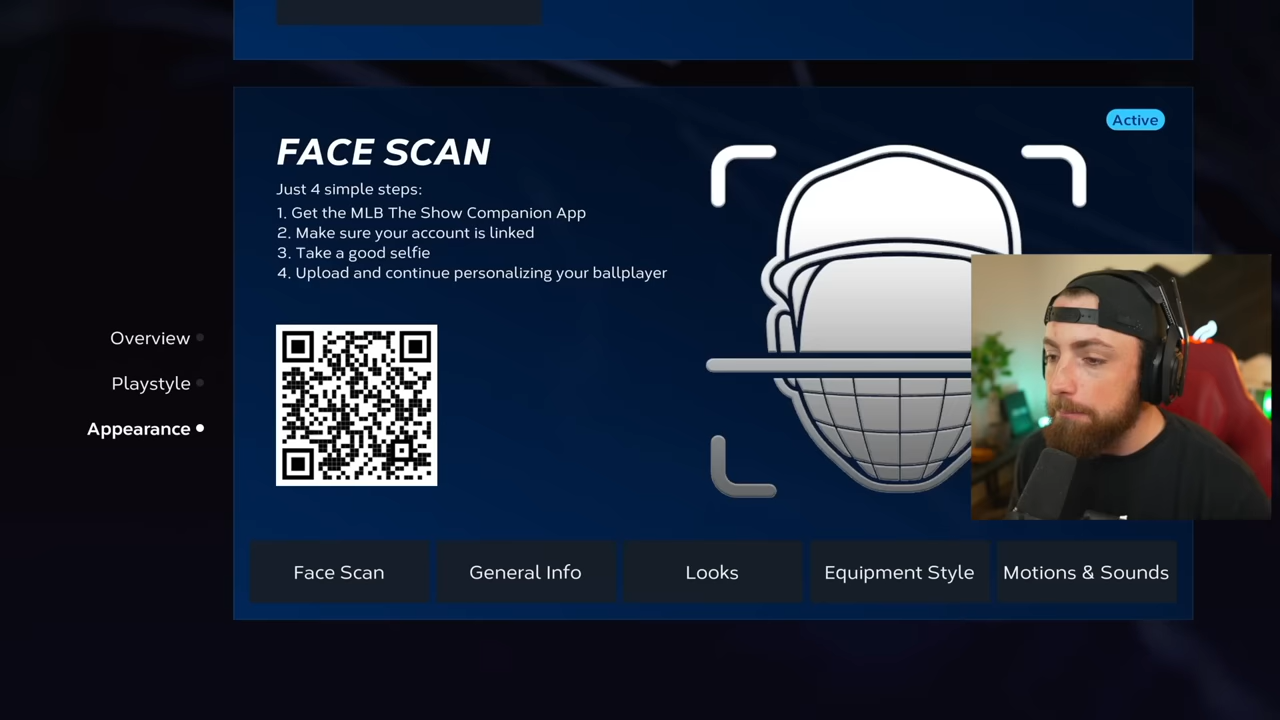 Active
FACE SCAN
Just 4 simple steps:
1. Get the MLB The Show Companion App
2. Make sure your account is linked
3. Take a good selfie
4. Upload and continue personalizing your ballplayer
Overview
Playstyle
Appearance
Face Scan
General Info
Looks
Equipment Style
Motions & Sounds